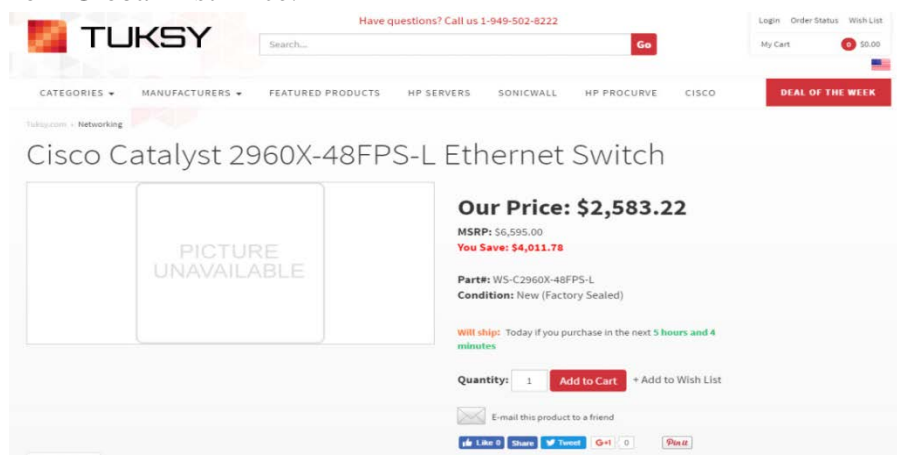 Have questions? Call us 1-949-502-8222
Login Order Status Wish List
TUKSY
Search...
Go
My Cart 0 $0.00
CATEGORIES MANUFACTURERS FEATURED PRODUCTS HP SERVERS SONICWALL HP PROCURVE CISCO DEAL OF THE WEEK
Tuksy.com › Networking
Cisco Catalyst 2960X-48FPS-L Ethernet Switch
PICTURE
UNAVAILABLE
Our Price: $2,583.22
MSRP: $6,595.00
You Save: $4,011.78
Part#: WS-C2960X-48FPS-L
Condition: New (Factory Sealed)
Will ship: Today if you purchase in the next 5 hours and 4
minutes
Quantity: 1 Add to Cart + Add to Wish List
E-mail this product to a friend
Like 0 Share Tweet G+1 0 Pin it